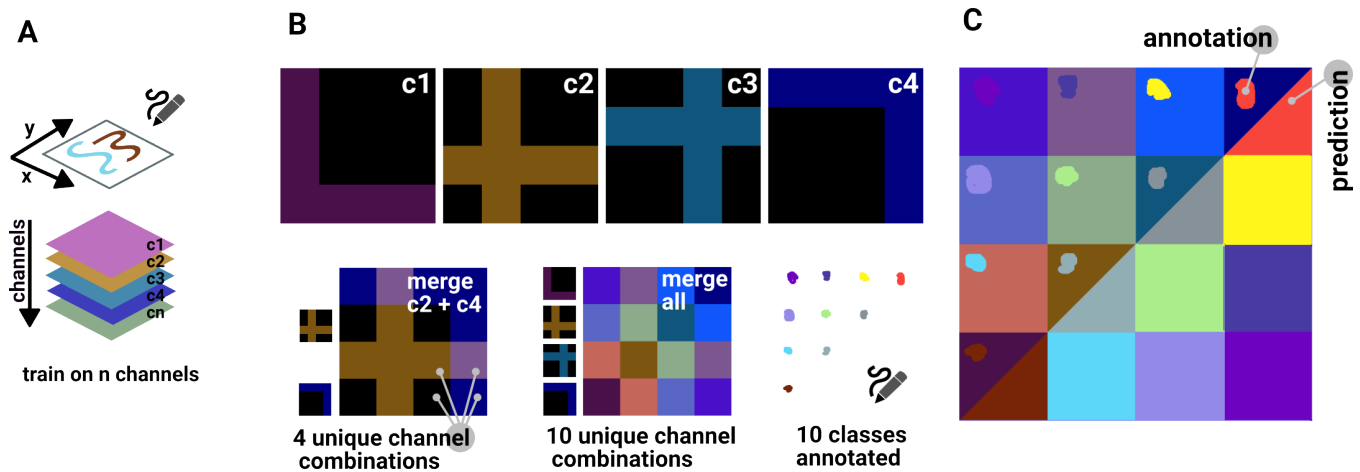 A
y
x
channels
c1
c2
c3
c4
cn
train on n channels
B
c1
c2
c3
c4
merge
c2 + c4
4 unique channel
combinations
merge
all
10 unique channel
combinations
10 classes
annotated
C
annotation
prediction